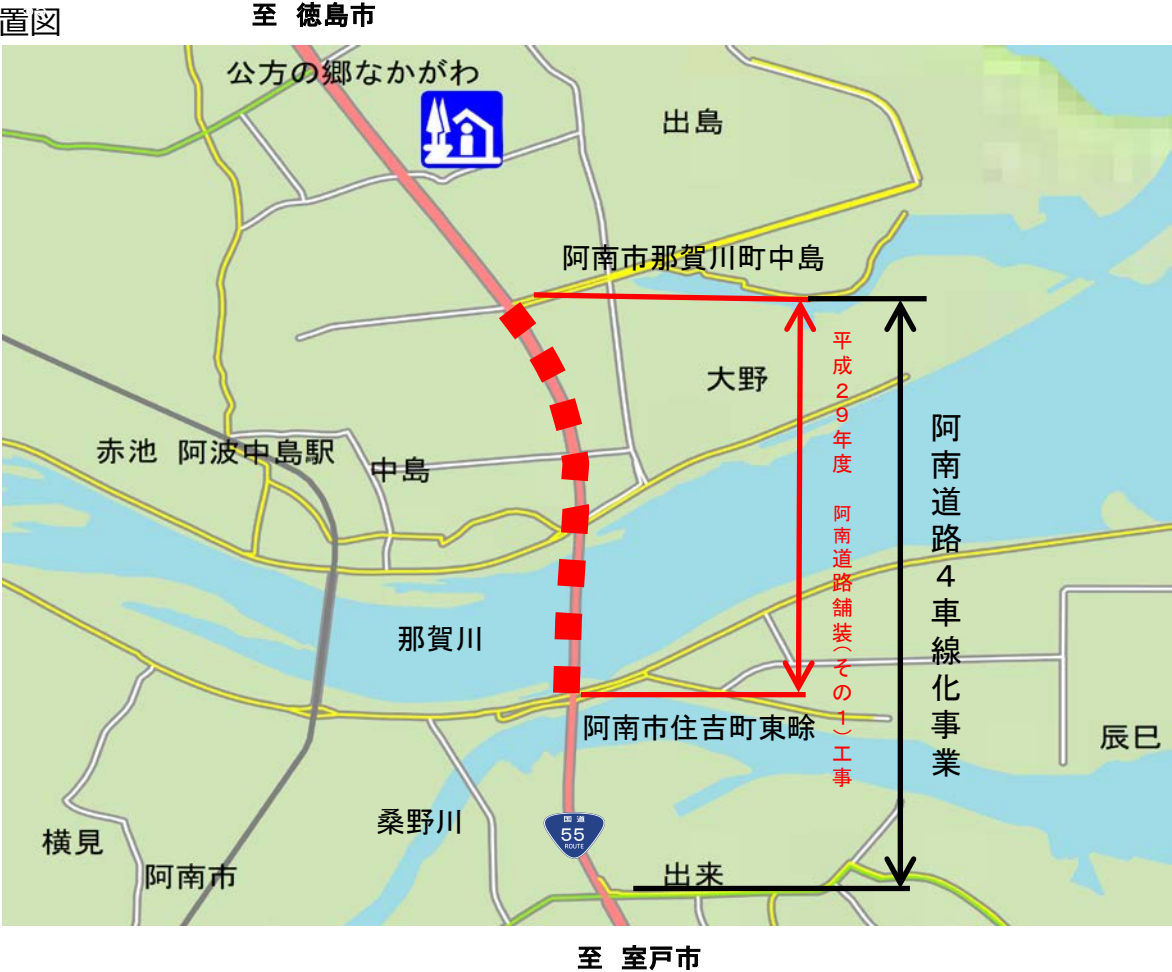 置図
至 徳島市
公方の郷なかがわ
出島
阿南市那賀川町中島
大野
平成29年度 阿南道路舗装(その1)工事
阿南道路4車線化事業
赤池 阿波中島駅
中島
那賀川
阿南市住吉町東畭
辰巳
桑野川
国道
55
ROUTE
横見
阿南市
出来
至 室戸市